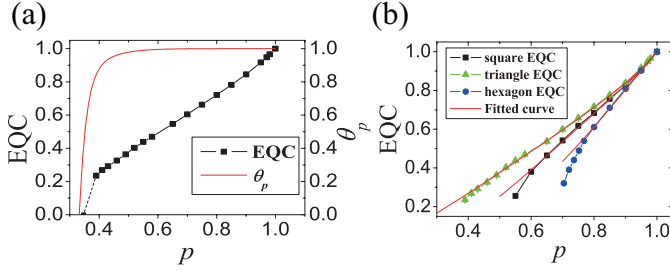 (a)
1.0
0.8
0.6
0.4
0.2
0.0
EQC
0.4
0.6
0.8
1.0
p
1.0
0.8
0.6
0.4
0.2
0.0
θp
EQC
θp
(b)
1.0
0.8
0.6
0.4
0.2
EQC
0.4
0.6
0.8
1.0
p
square EQC
triangle EQC
hexagon EQC
Fitted curve